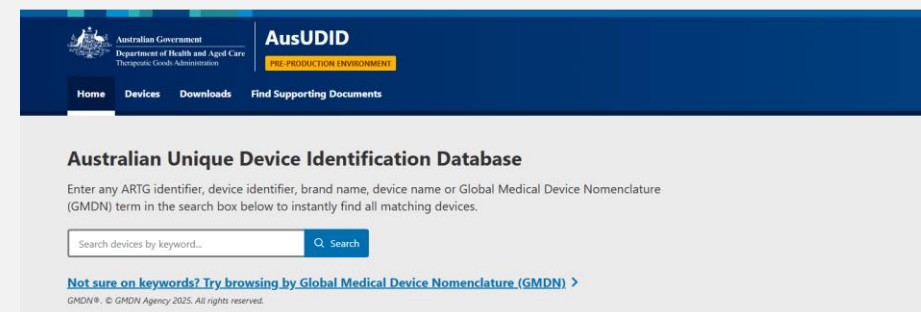 Australian Government
Department of Health and Aged Care
Therapeutic Goods Administration
AusUDID
PRE-PRODUCTION ENVIRONMENT
Home Devices Downloads Find Supporting Documents
Australian Unique Device Identification Database
Enter any ARTG identifier, device identifier, brand name, device name or Global Medical Device Nomenclature
(GMDN) term in the search box below to instantly find all matching devices.
Search devices by keyword... Search
Not sure on keywords? Try browsing by Global Medical Device Nomenclature (GMDN) >
GMDN®. © GMDN Agency 2025. All rights reserved.